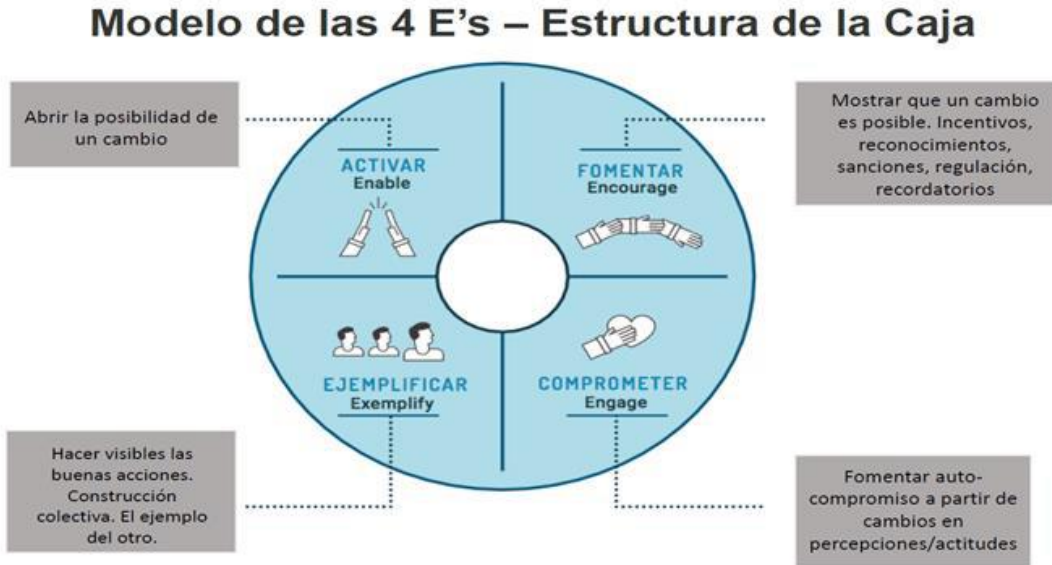 Modelo de las 4 E's – Estructura de la Caja
Abrir la posibilidad de
un cambio
ACTIVAR
Enable
FOMENTAR
Encourage
Mostrar que un cambio
es posible. Incentivos,
reconocimientos,
sanciones, regulación,
recordatorios
EJEMPLIFICAR
Exemplify
COMPROMETER
Engage
Hacer visibles las
buenas acciones.
Construcción
colectiva. El ejemplo
del otro.
Fomentar auto-
compromiso a partir de
cambios en
percepciones/actitudes